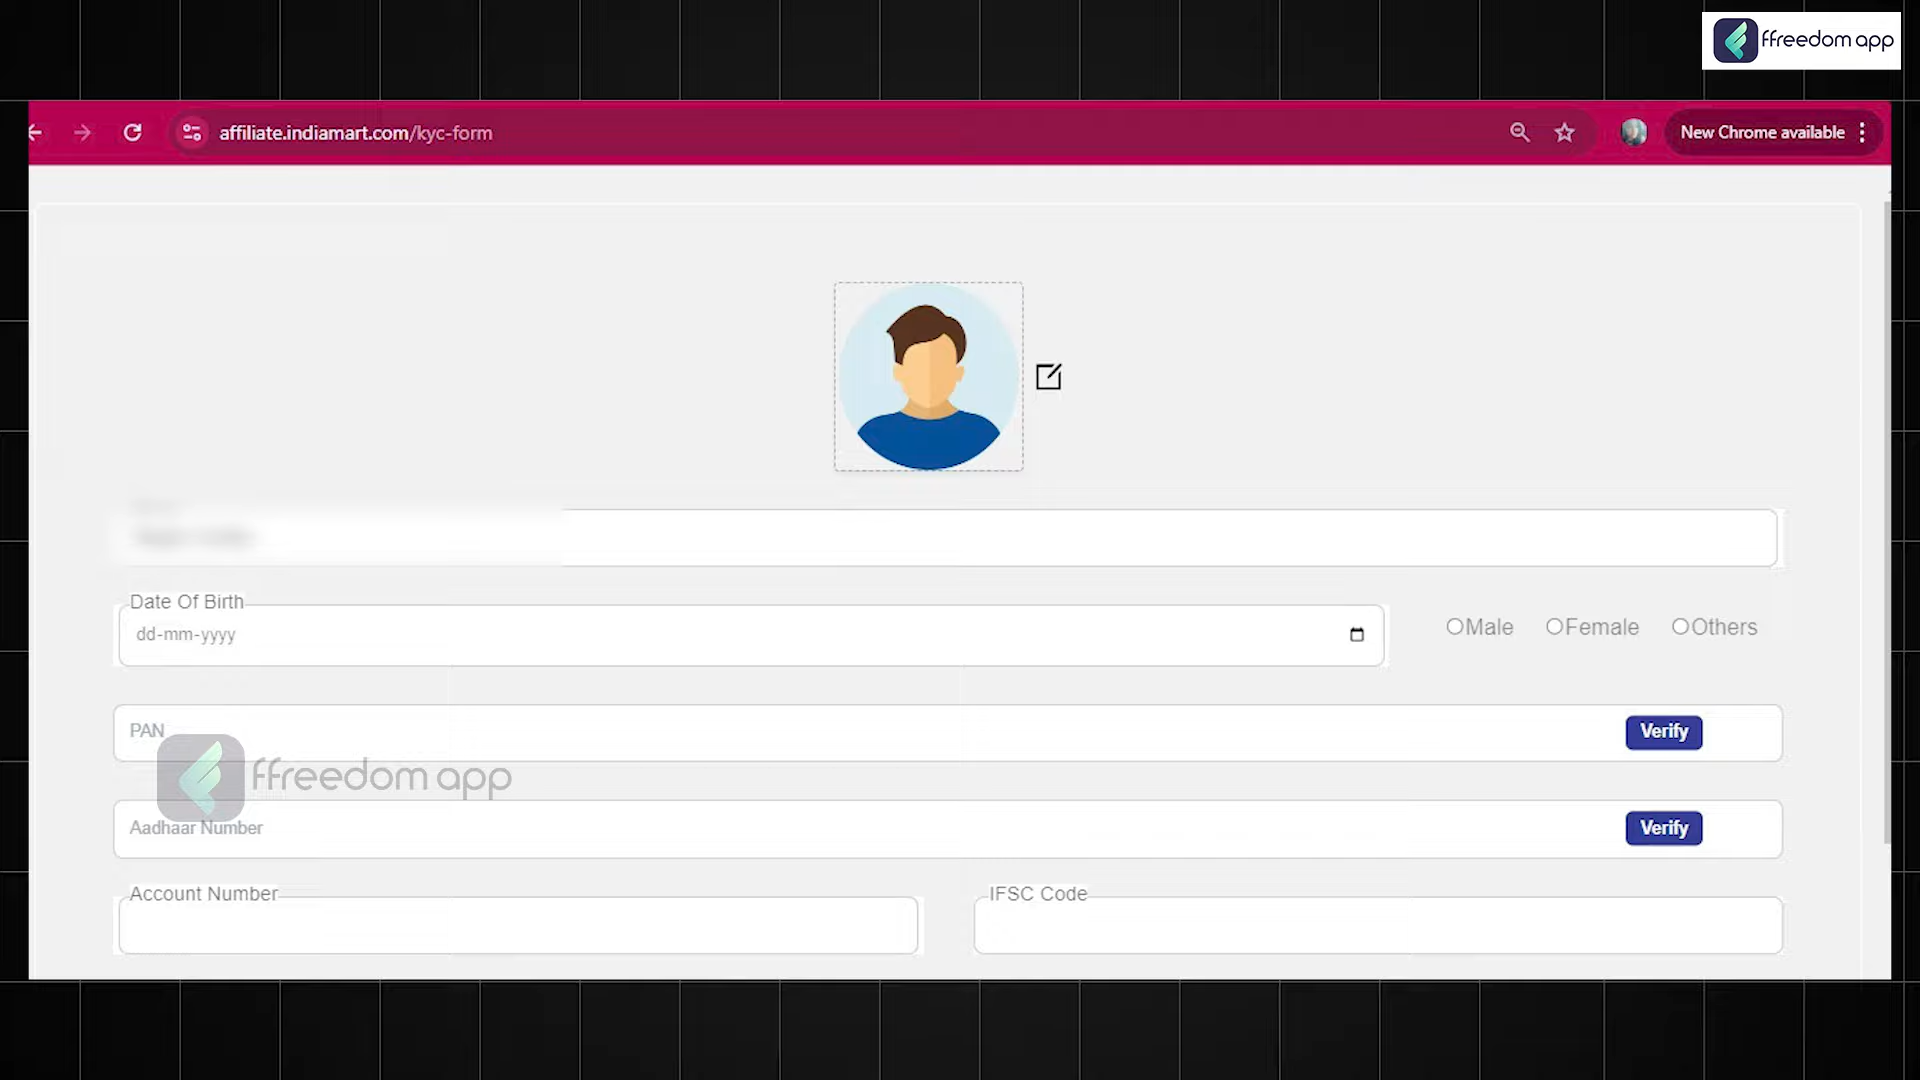 ffreedom app
affiliate.indiamart.com/kyc-form
New Chrome available
Date Of Birth
dd-mm-yyyy
Male Female Others
PAN
Verify
ffreedom app
Aadhaar Number
Verify
Account Number
IFSC Code